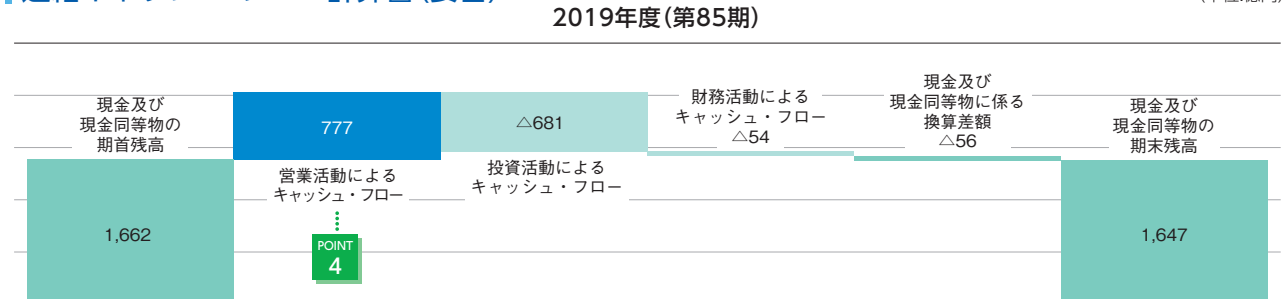 2019年度(第85期)
現金及び
現金同等物の
期首残高
1,662
777
営業活動による
キャッシュ・フロー
POINT
4
△681
投資活動による
キャッシュ・フロー
財務活動による
キャッシュ・フロー
△54
現金及び
現金同等物に係る
換算差額
△56
現金及び
現金同等物の
期末残高
1,647